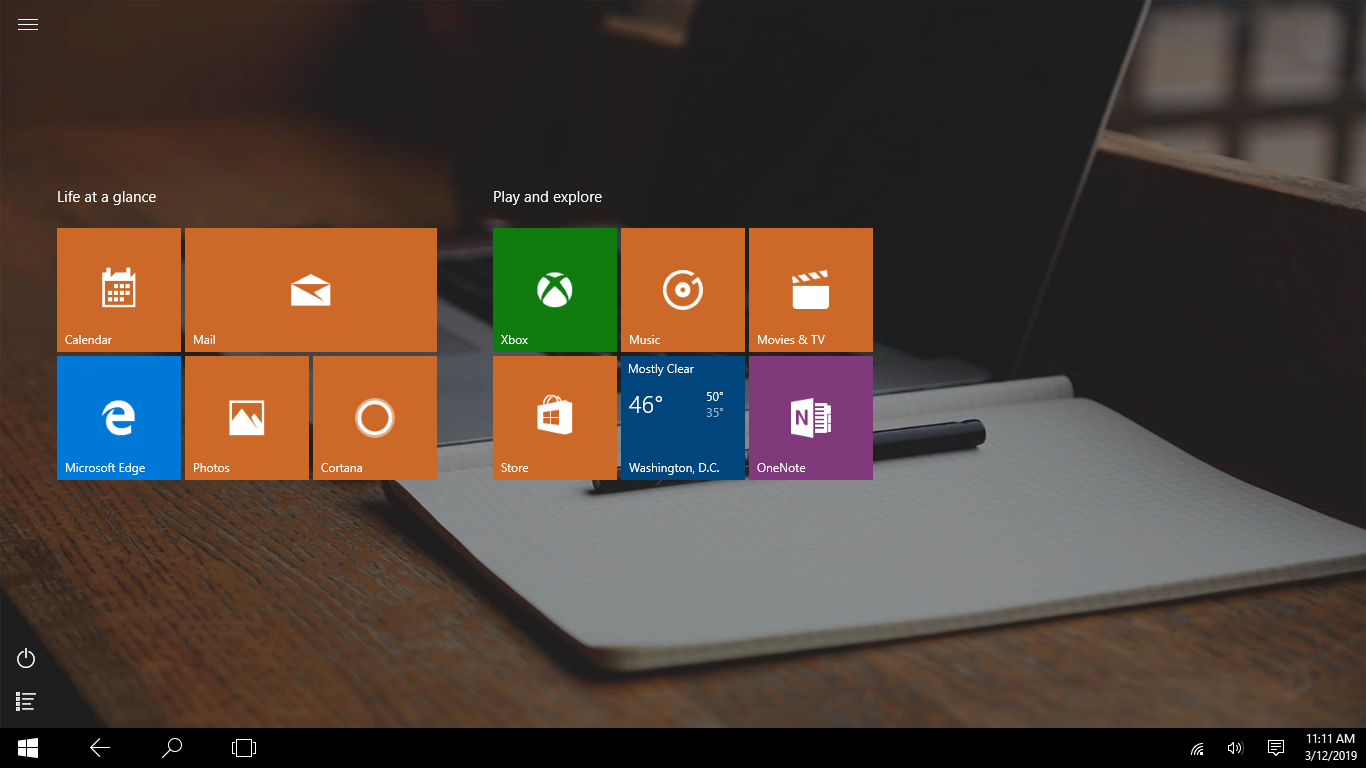 Life at a glance
Play and explore
Calendar
Mail
Xbox
Music
Movies & TV
Mostly Clear
46°
50°
35°
Microsoft Edge
Photos
Cortana
Store
Washington, D.C.
N
OneNote
11:11 AM
3/12/2019